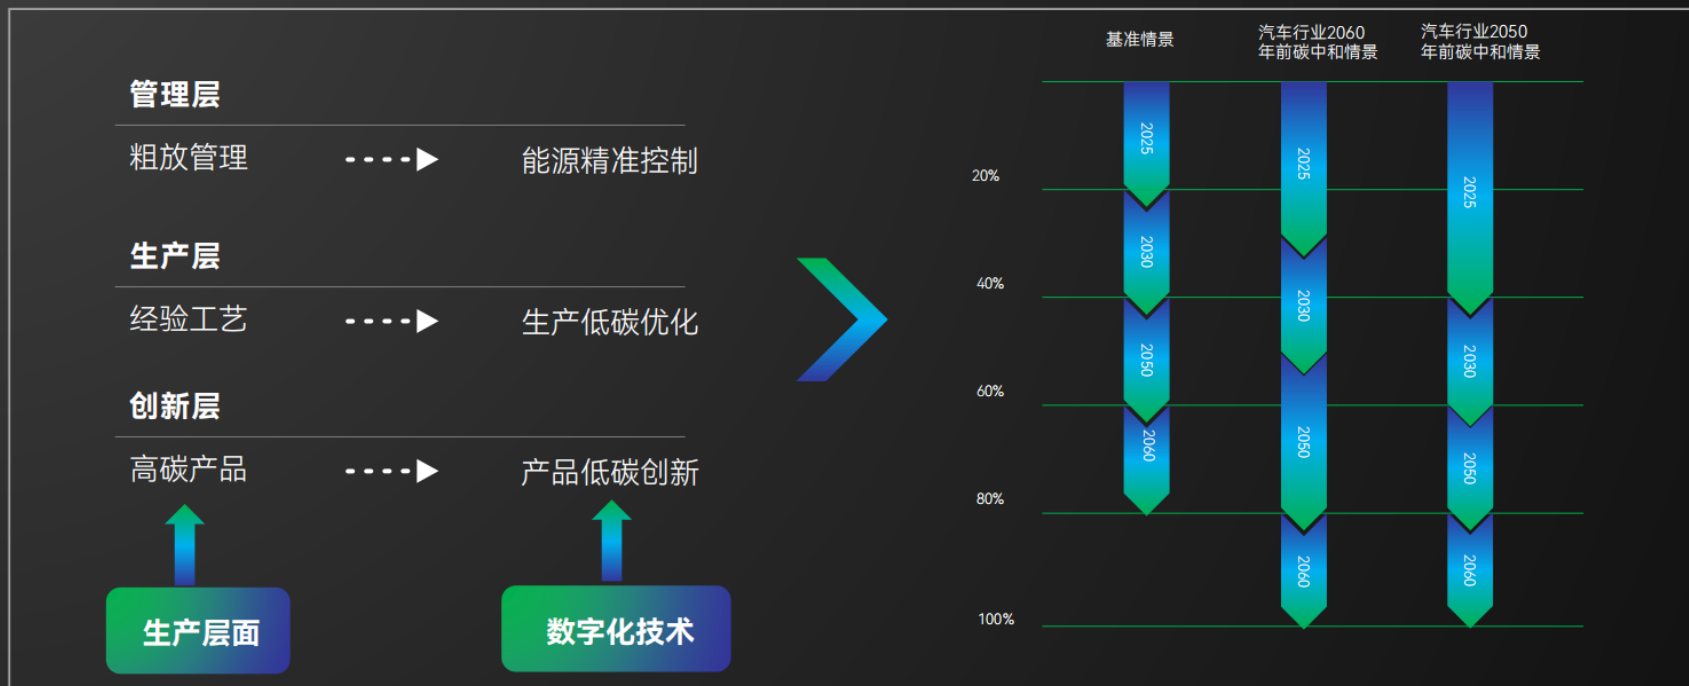 管理层
粗放管理
能源精准控制
生产层
经验工艺
生产低碳优化
创新层
高碳产品
产品低碳创新
生产层面
数字化技术
基准情景
汽车行业2060
年前碳中和情景
汽车行业2050
年前碳中和情景
20%
40%
60%
80%
100%
2025
2030
2050
2060
2025
2030
2050
2060
2025
2030
2050
2060